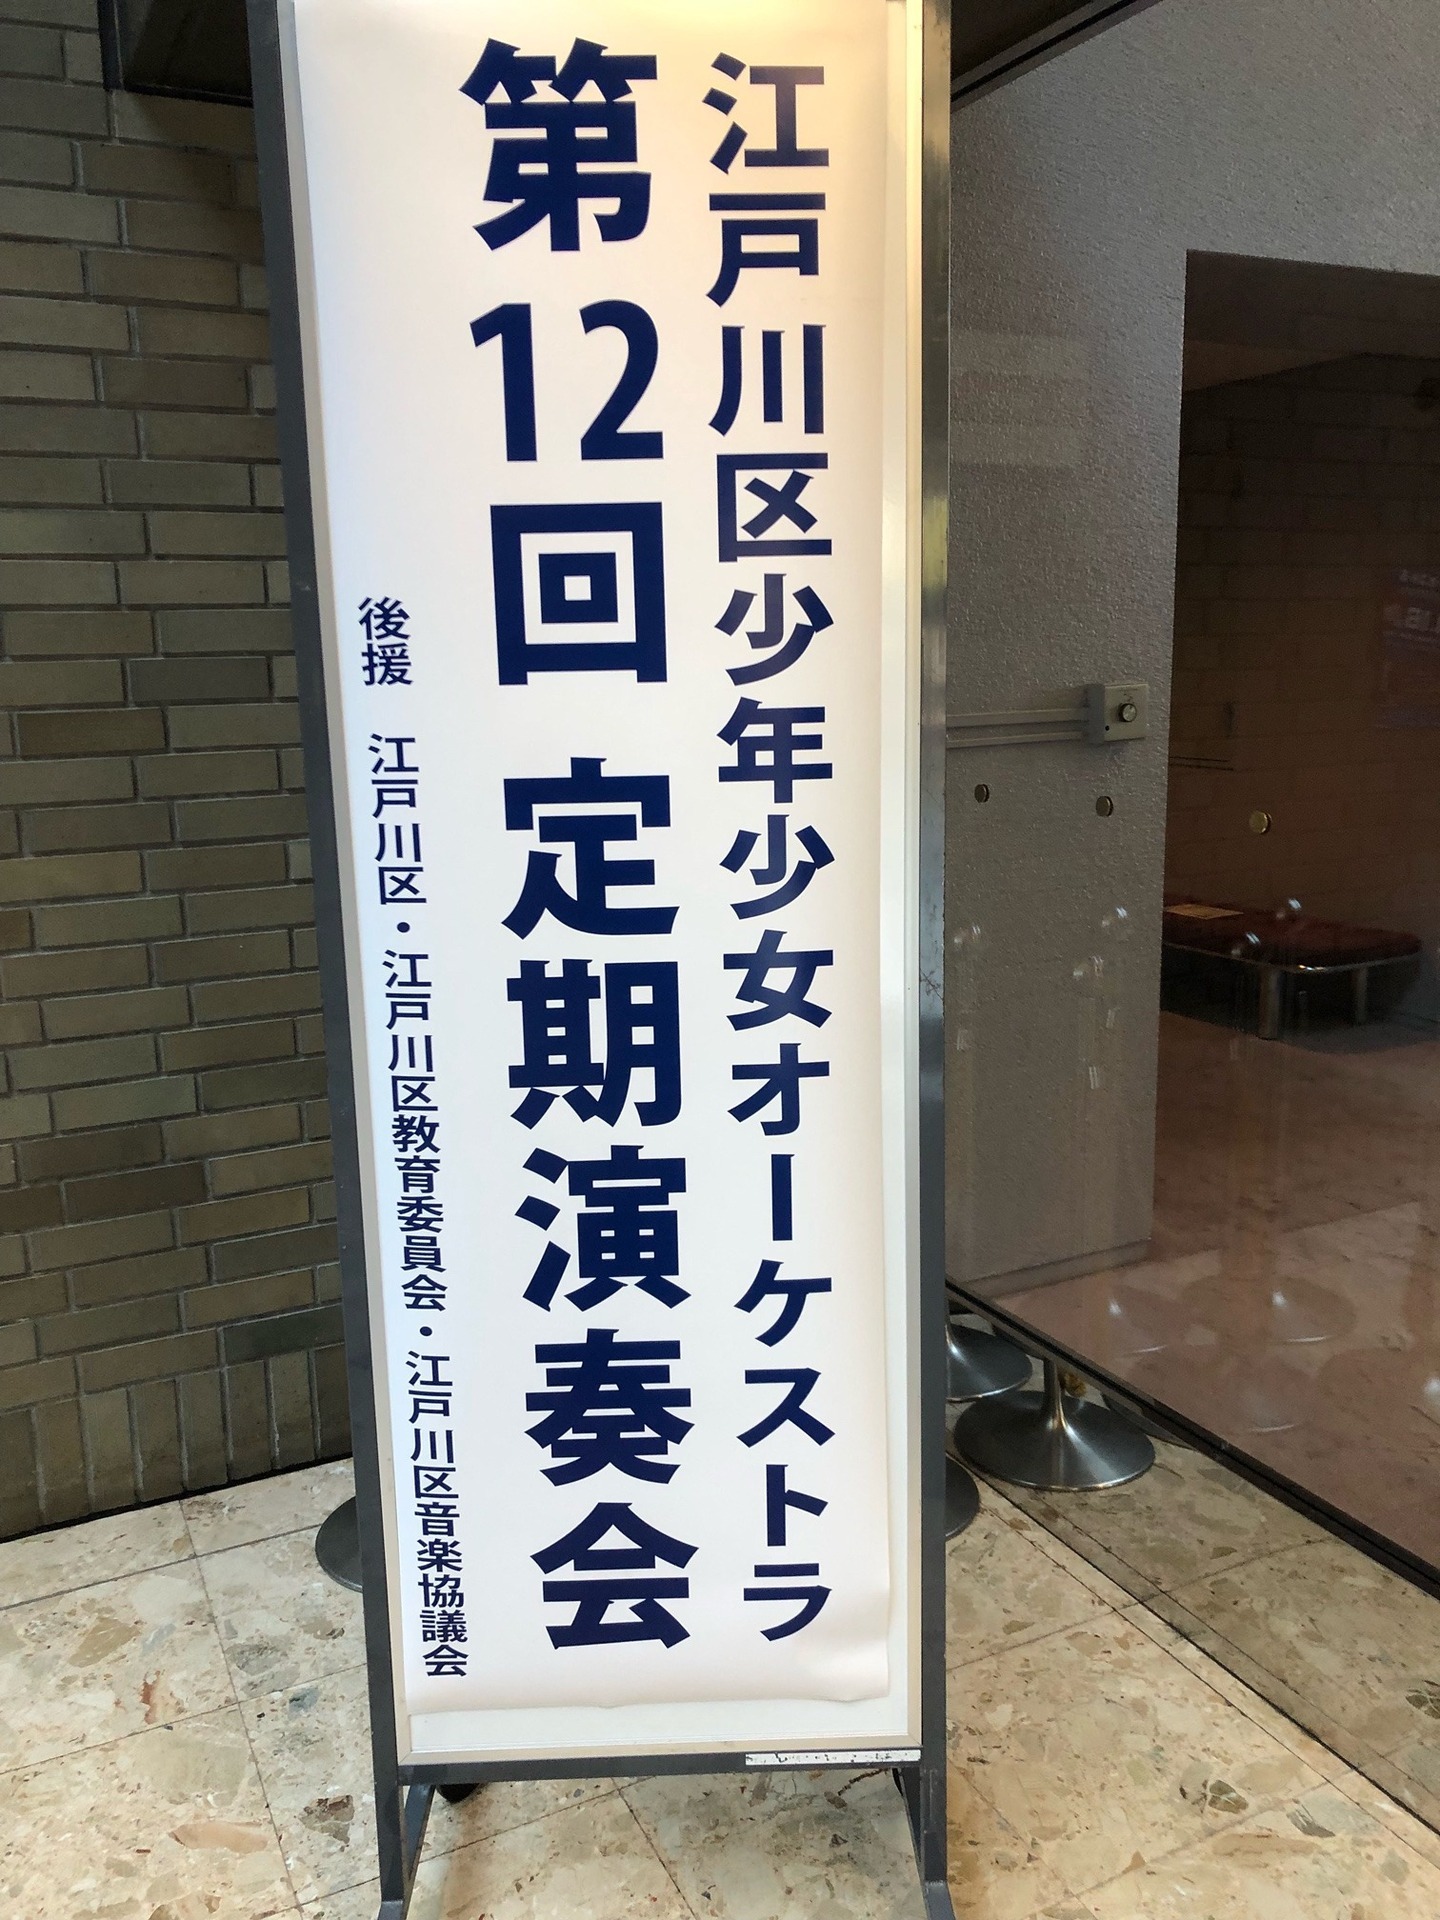 江戸川区少年少女オーケストラ
第12回 定期演奏会
後援　江戸川区・江戸川区教育委員会・江戸川区音楽協議会